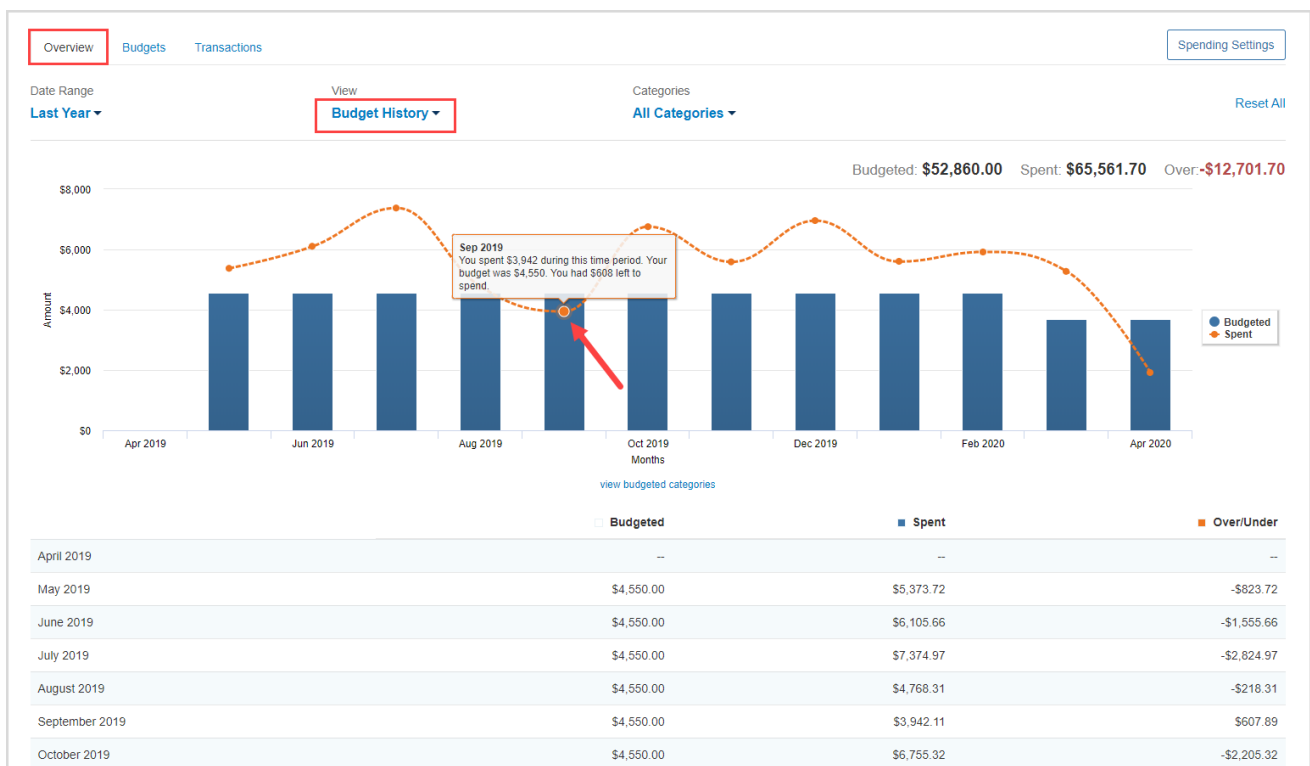 Overview Budgets Transactions Spending Settings
Date Range View Categories
Last Year Budget History All Categories Reset All
Budgeted: $52,860.00 Spent: $65,561.70 Over:-$12,701.70
$8,000
$6,000
$4,000
$2,000
$0
Amount
Sep 2019
You spent $3,942 during this time period. Your
budget was $4,550. You had $608 left to
spend.
Budgeted
Spent
Apr 2019 Jun 2019 Aug 2019 Oct 2019 Dec 2019 Feb 2020 Apr 2020
Months
view budgeted categories
Budgeted Spent Over/Under
April 2019 -- -- --
May 2019 $4,550.00 $5,373.72 -$823.72
June 2019 $4,550.00 $6,105.66 -$1,555.66
July 2019 $4,550.00 $7,374.97 -$2,824.97
August 2019 $4,550.00 $4,768.31 -$218.31
September 2019 $4,550.00 $3,942.11 $607.89
October 2019 $4,550.00 $6,755.32 -$2,205.32